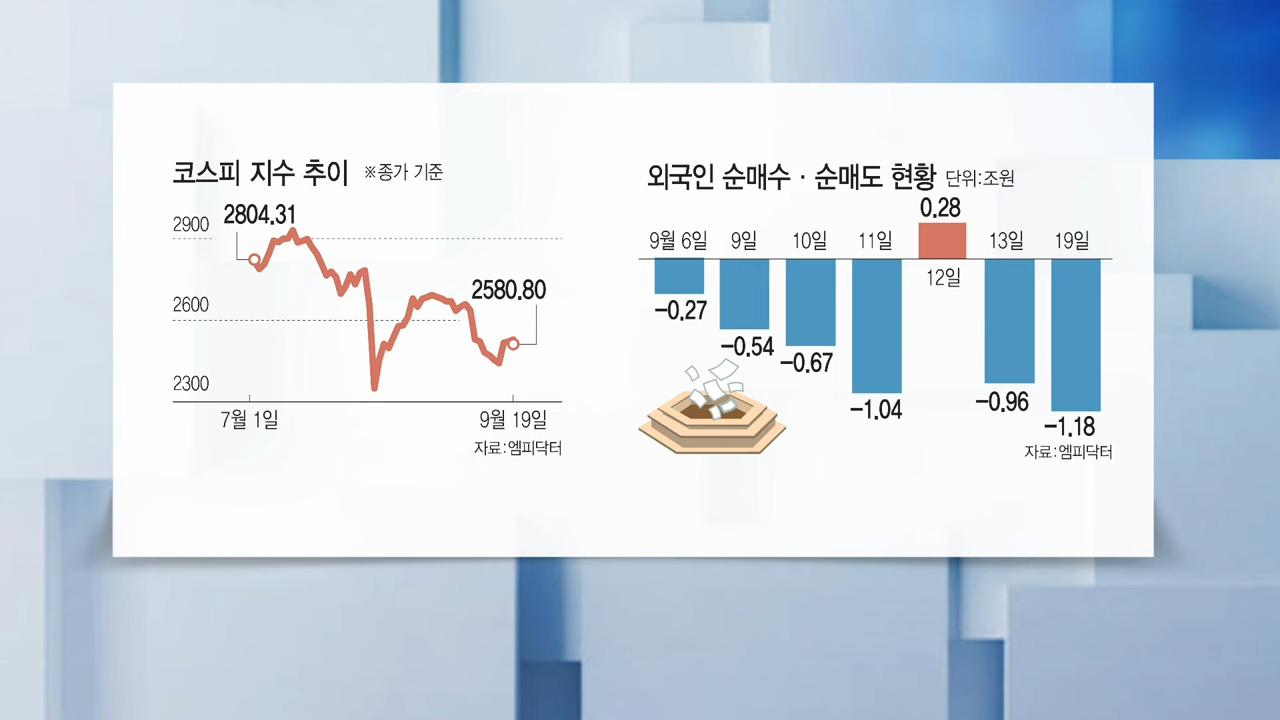 코스피 지수 추이 ※종가 기준
2900
2804.31
2600
2580.80
2300
7월 1일
9월 19일
자료:엠피닥터
외국인 순매수·순매도 현황 단위:조원
0.28
9월 6일 9일 10일 11일 13일 19일
12일
-0.27
-0.54
-0.67
-1.04
-0.96
-1.18
자료:엠피닥터